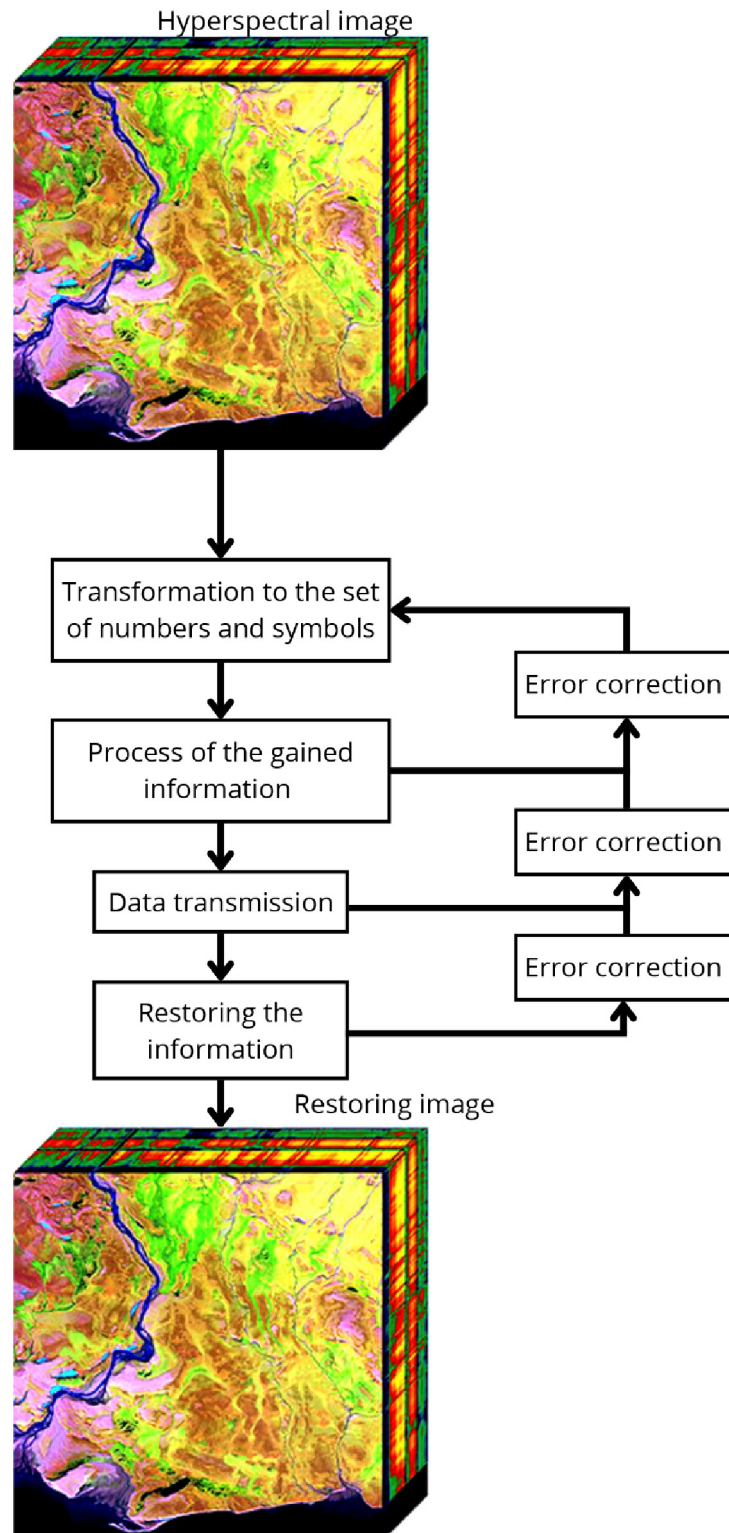 Hyperspectral image
Transformation to the set
of numbers and symbols
Error correction
Process of the gained
information
Error correction
Data transmission
Error correction
Restoring the
information
Restoring image